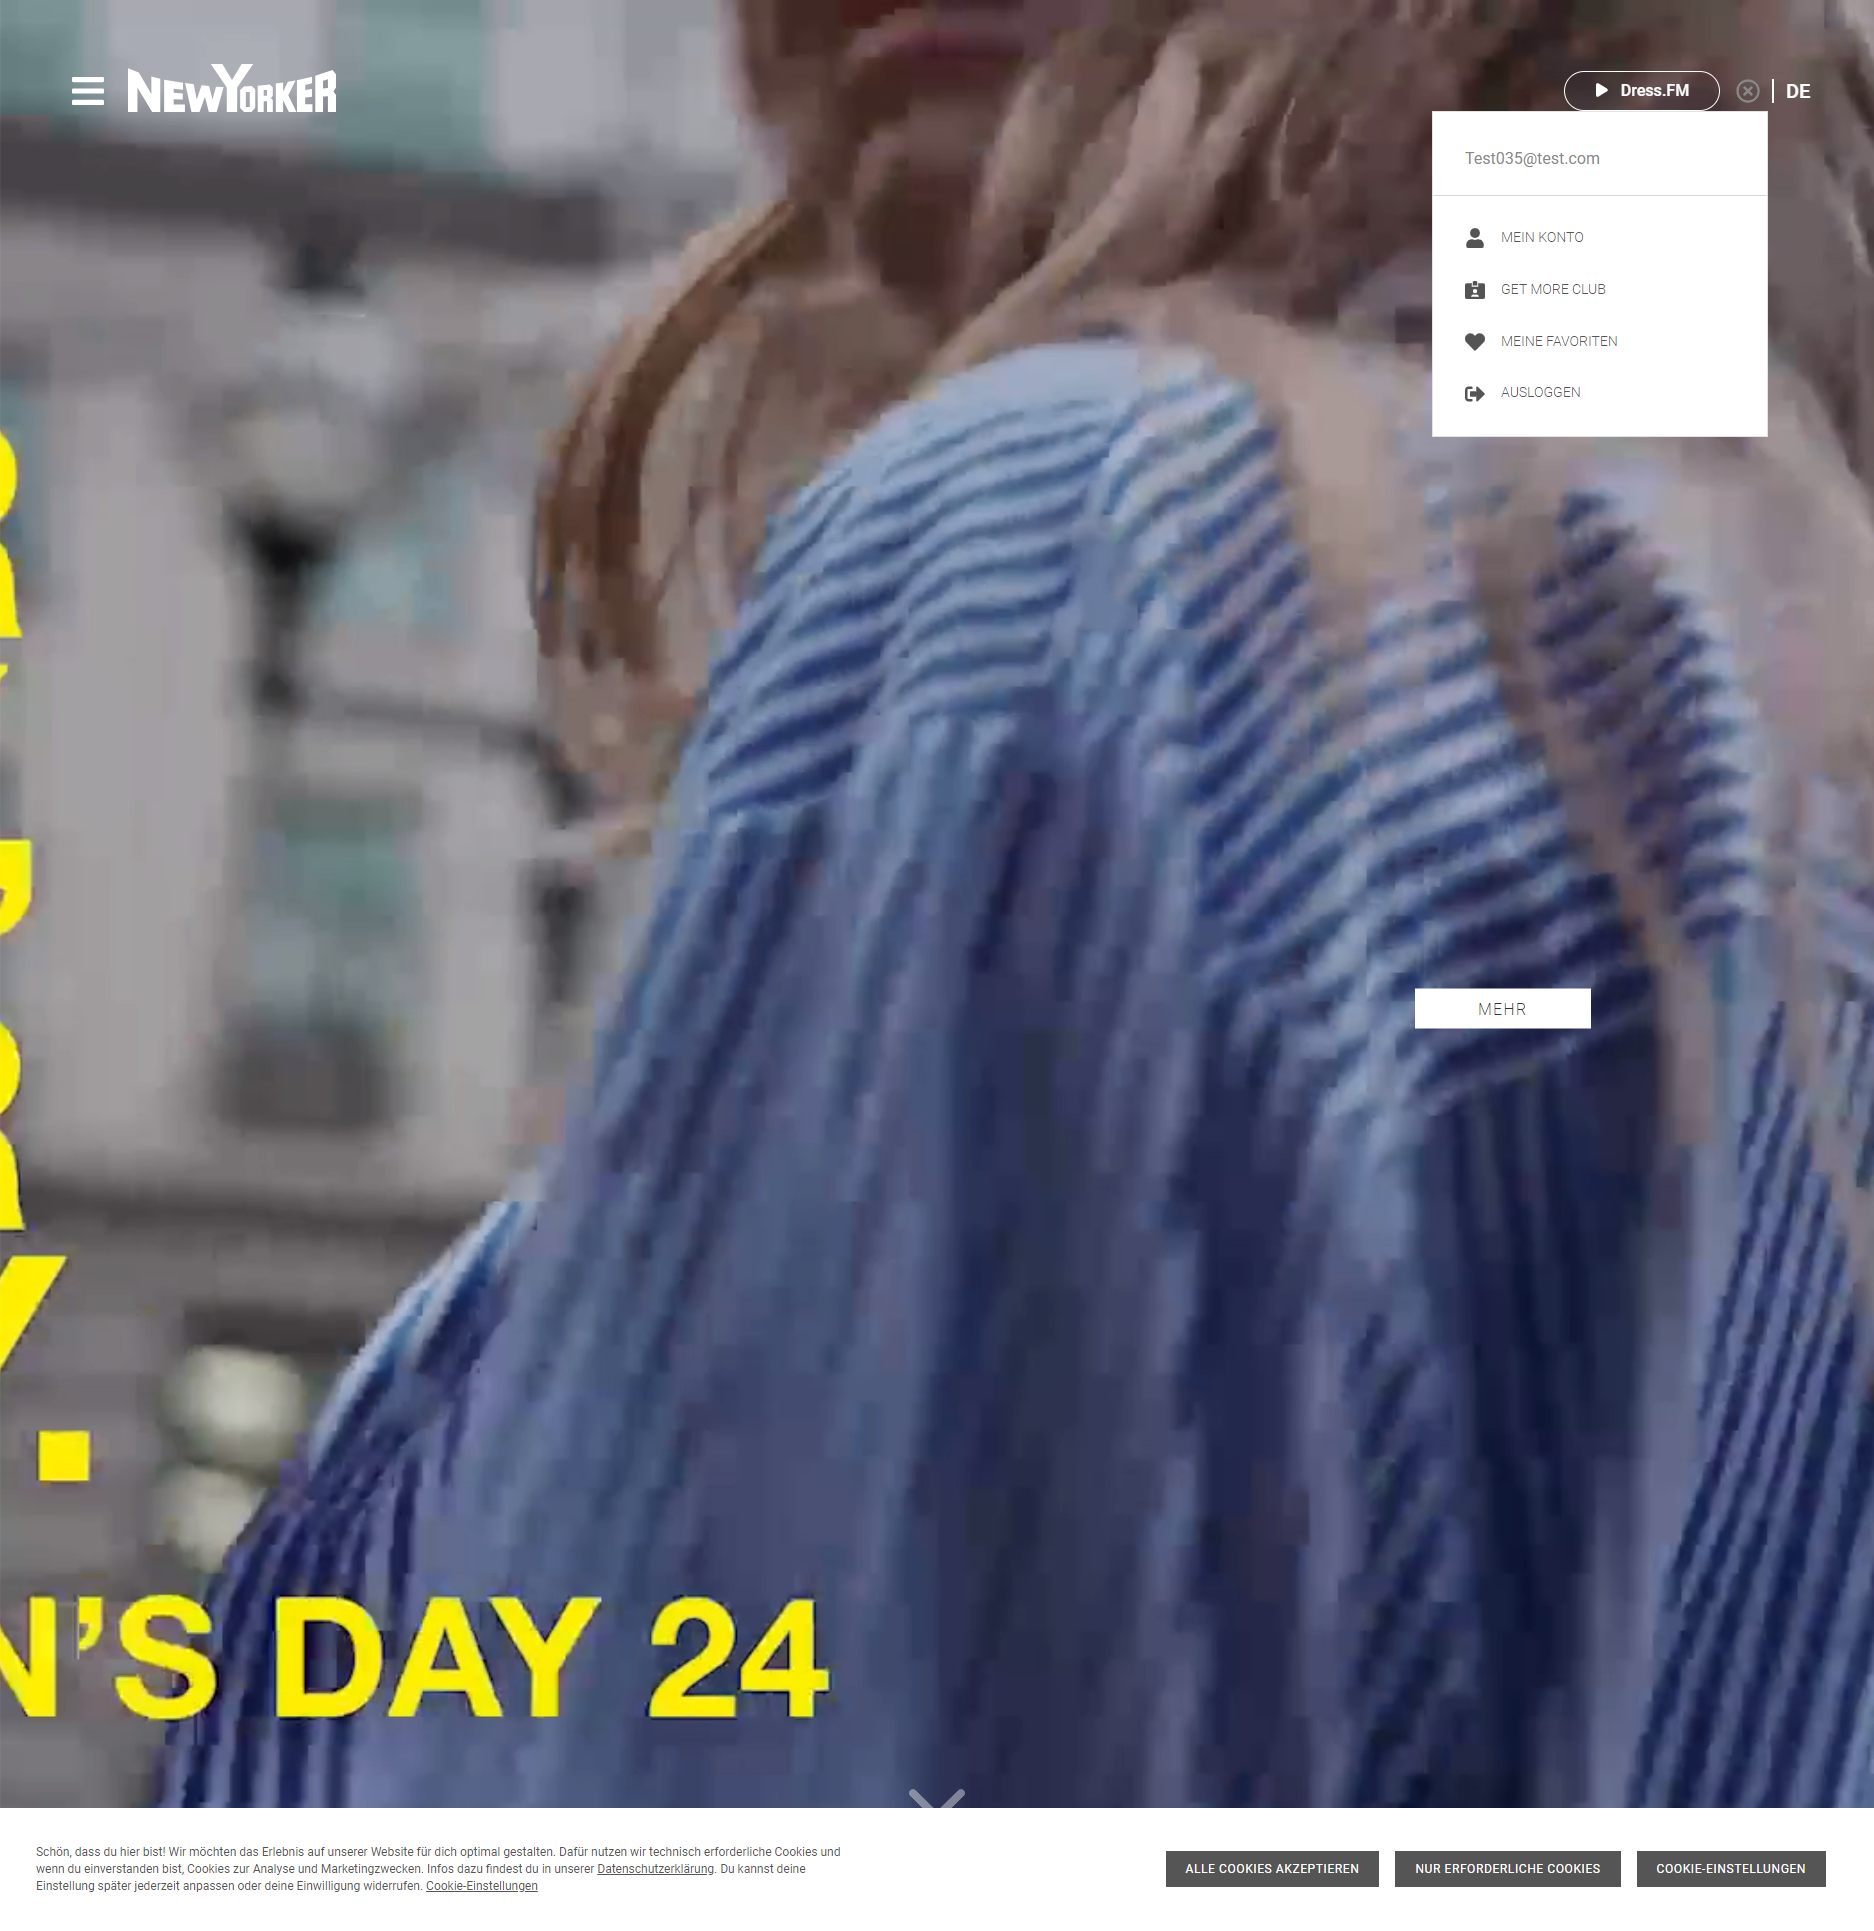 NEWYORKER
Dress.FM
DE
Test035@test.com
MEIN KONTO
GET MORE CLUB
MEINE FAVORITEN
AUSLOGGEN
MEHR
N'S DAY 24
Schön, dass du hier bist! Wir möchten das Erlebnis auf unserer Website für dich optimal gestalten. Dafür nutzen wir technisch erforderliche Cookies und
wenn du einverstanden bist, Cookies zur Analyse und Marketingzwecken. Infos dazu findest du in unserer Datenschutzerklärung. Du kannst deine
Einstellung später jederzeit anpassen oder deine Einwilligung widerrufen. Cookie-Einstellungen
ALLE COOKIES AKZEPTIEREN
NUR ERFORDERLICHE COOKIES
COOKIE-EINSTELLUNGEN